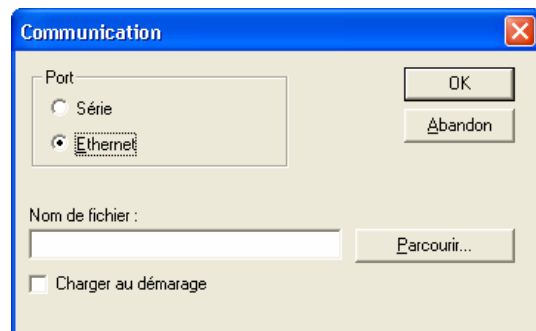 Communication
Port
Série
Ethernet
OK
Abandon
Nom de fichier :
Parcourir...
Charger au démarage